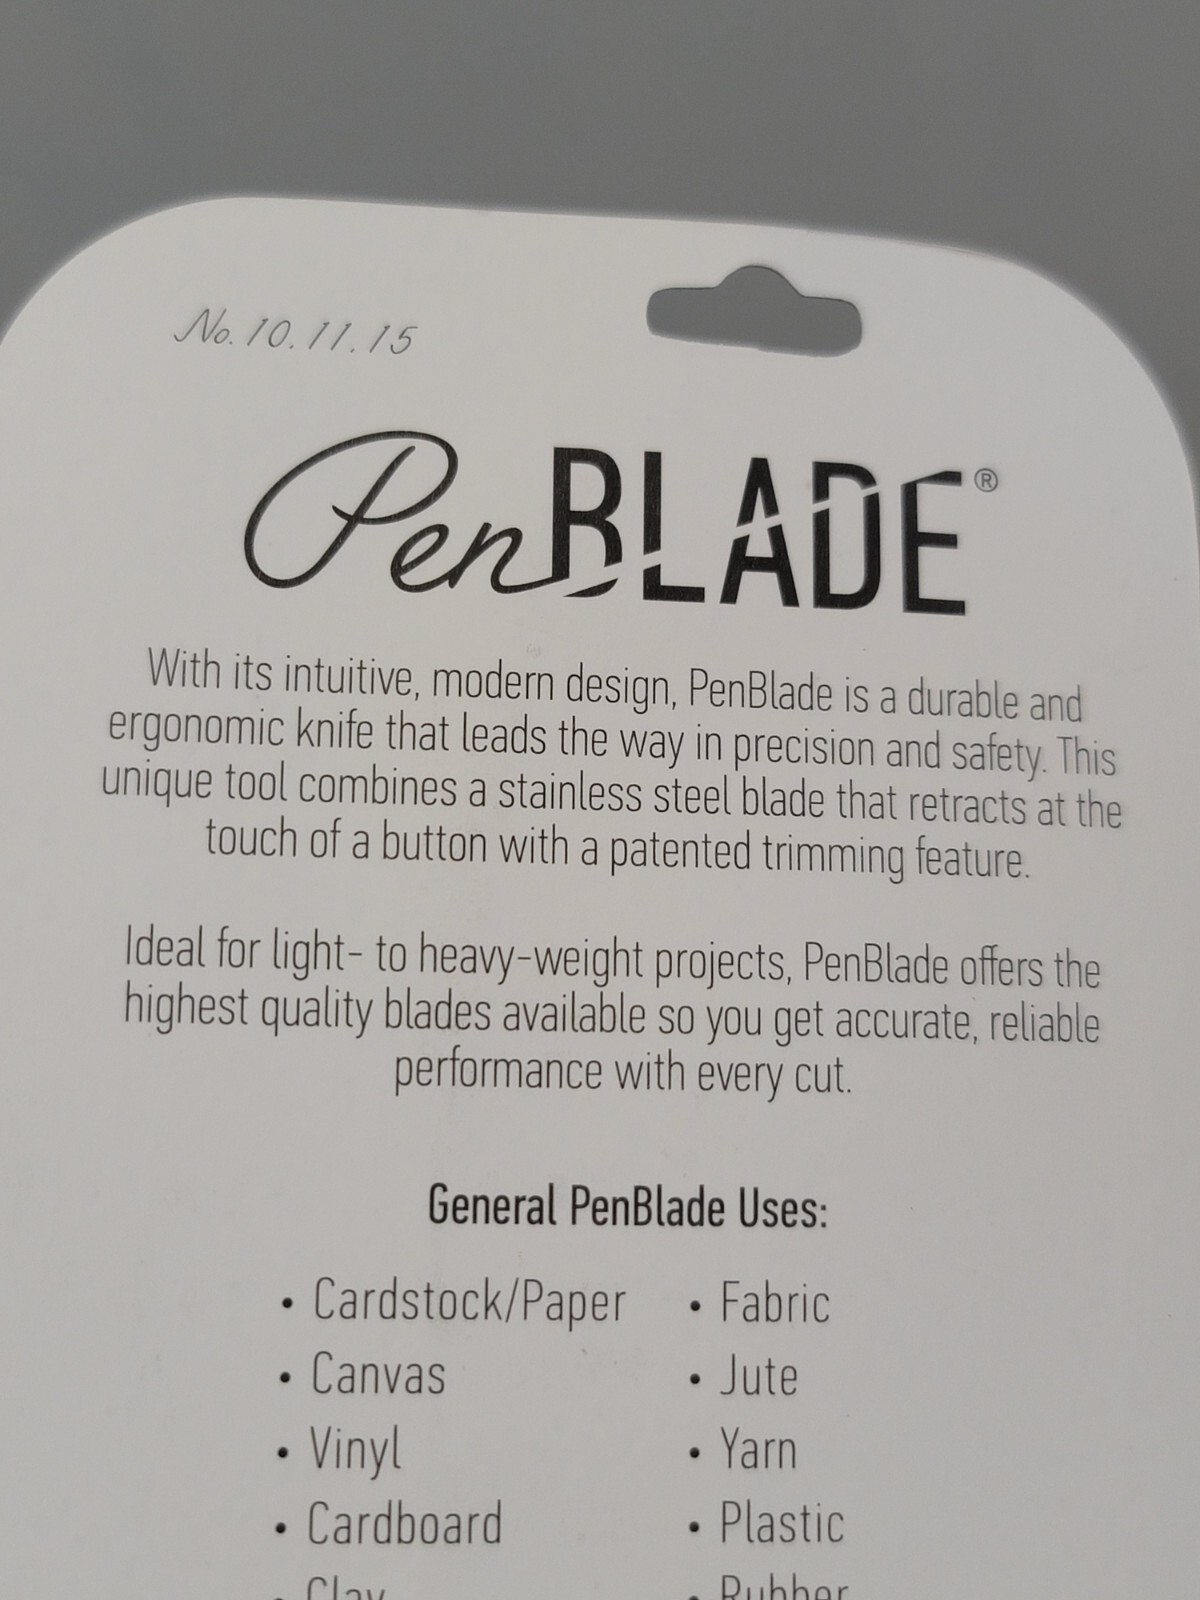 No. 10.11.15
PenBLADE®
With its intuitive, modern design, PenBlade is a durable and
ergonomic knife that leads the way in precision and safety. This
unique tool combines a stainless steel blade that retracts at the
touch of a button with a patented trimming feature.
Ideal for light- to heavy-weight projects, PenBlade offers the
highest quality blades available so you get accurate, reliable
performance with every cut.
General PenBlade Uses:
• Cardstock/Paper
• Canvas
• Vinyl
• Cardboard
• Clay
• Fabric
• Jute
• Yarn
• Plastic
• Rubber